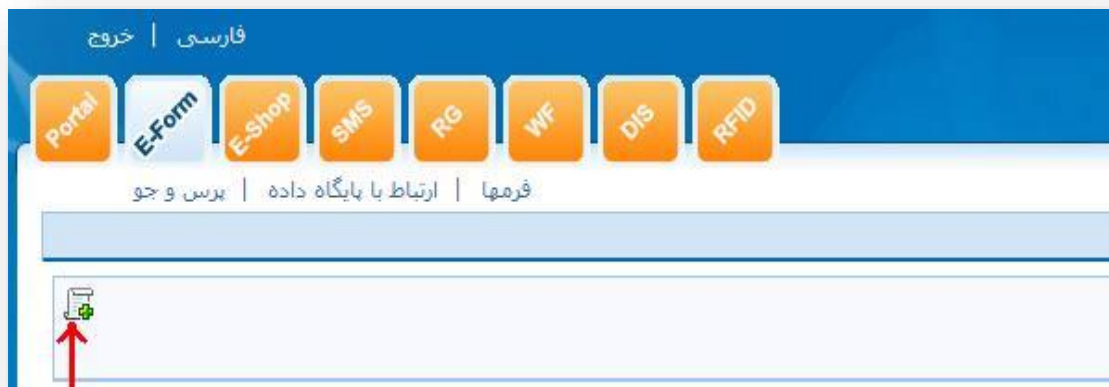 فارسی | خروج
Portal E-Form E-Shop SMS RG WF DIS RFID
فرمها | ارتباط با پایگاه داده | پرس و جو